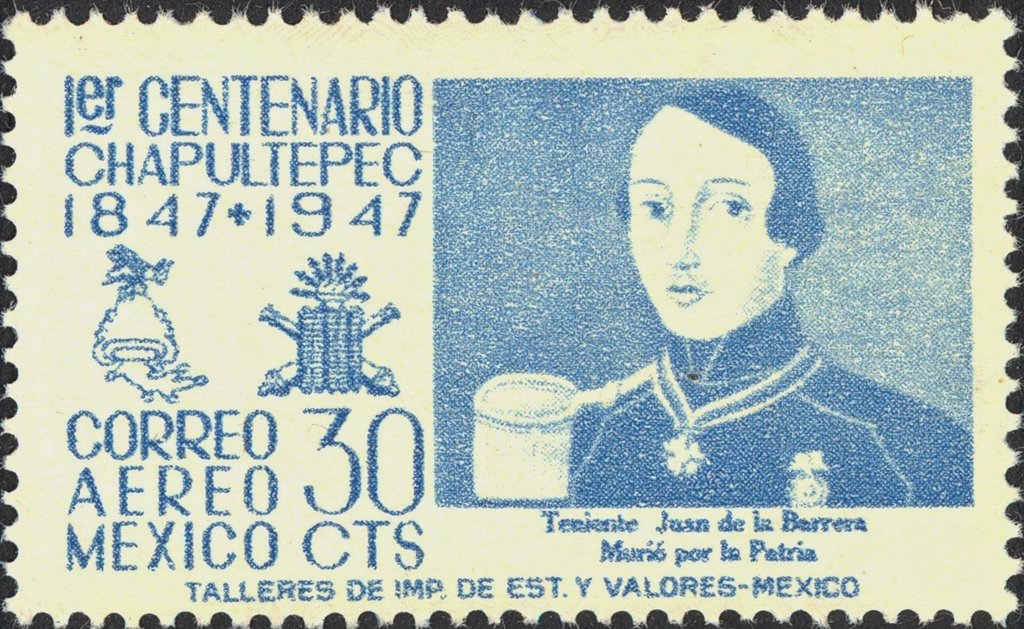 1er CENTENARIO
CHAPULTEPEC
1847+1947
CORREO
AEREO
MEXICO
30
CTS
Teniente Juan de la Barrera
Murió por la Patria
TALLERES DE IMP. DE EST. Y VALORES-MEXICO